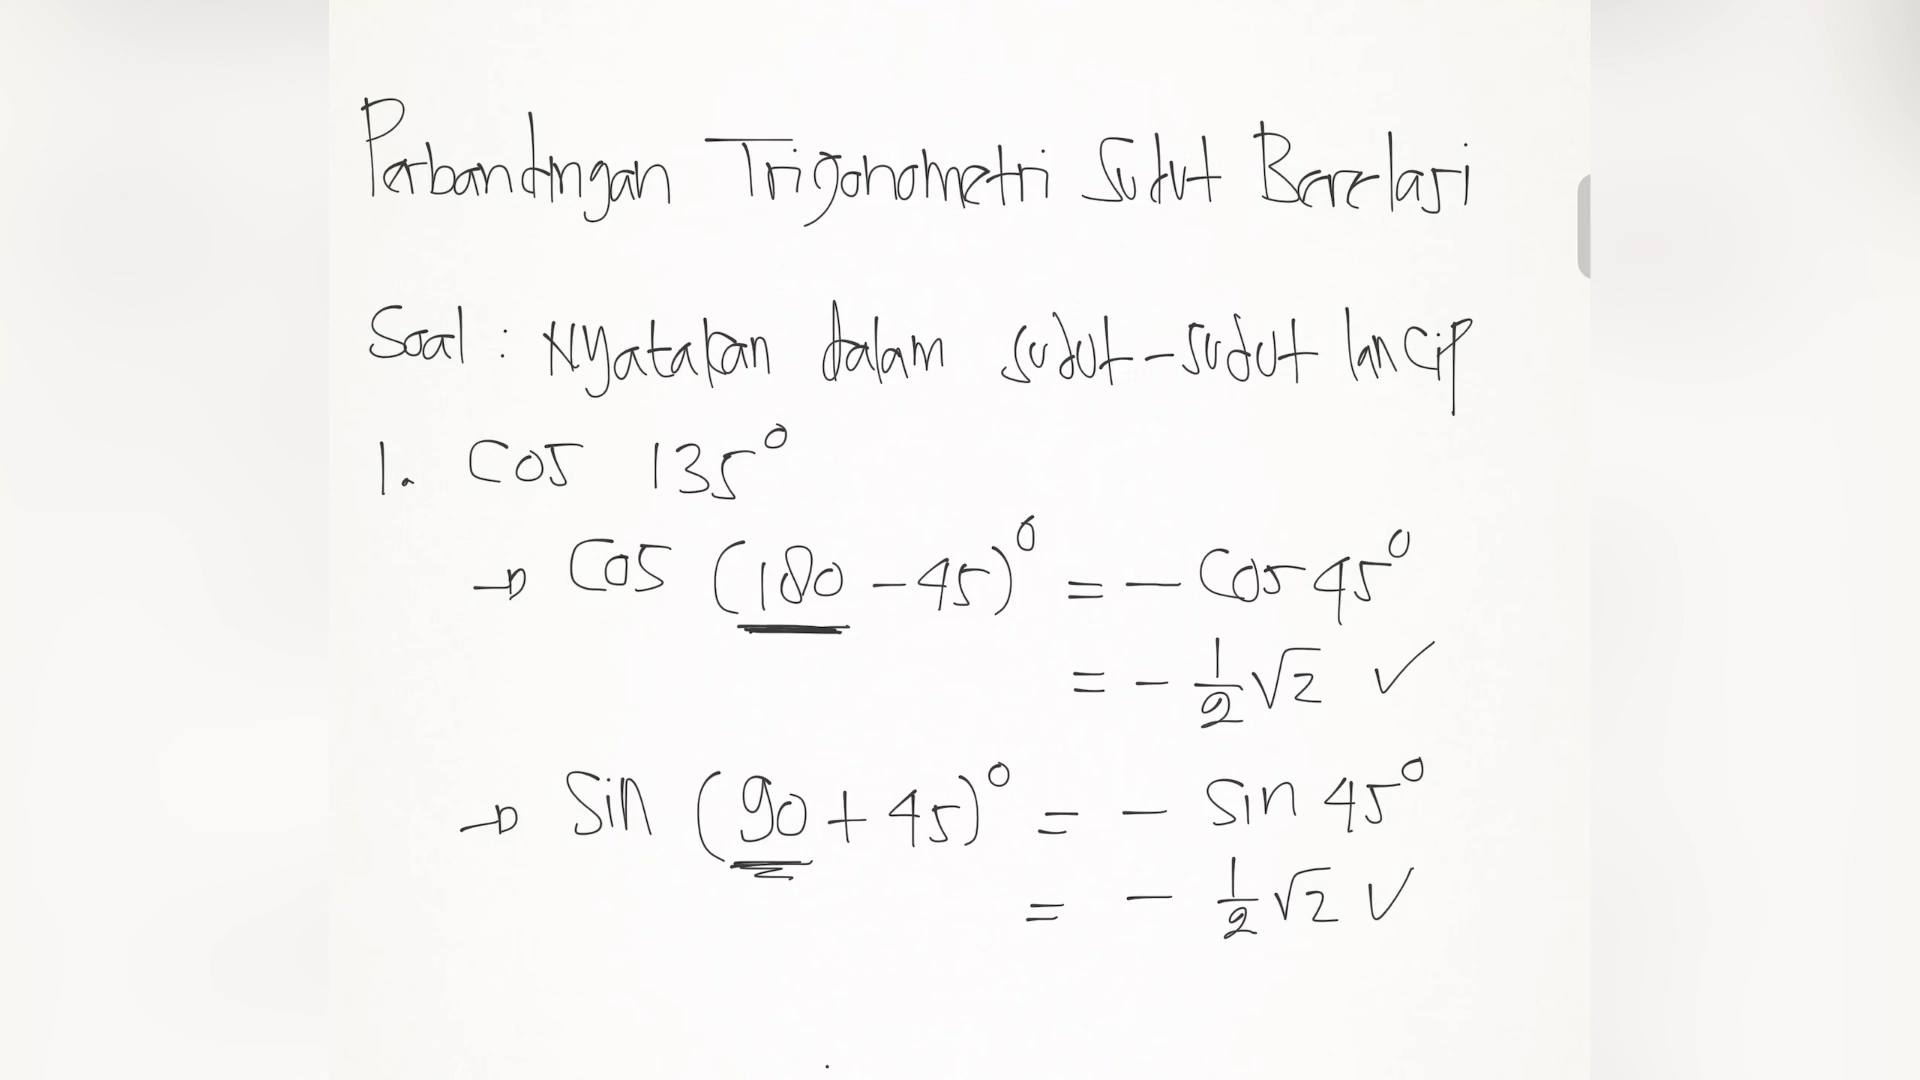 Perbandingan Trigonometri Sudut Berelasi
Soal : Nyatakan dalam sudut-sudut lancip
1. Cos 135°
→ Cos (180 - 45)° = - Cos 45°
= - 1/2 √2 ✓
→ Sin (90 + 45)° = - Sin 45°
= - 1/2 √2 ✓